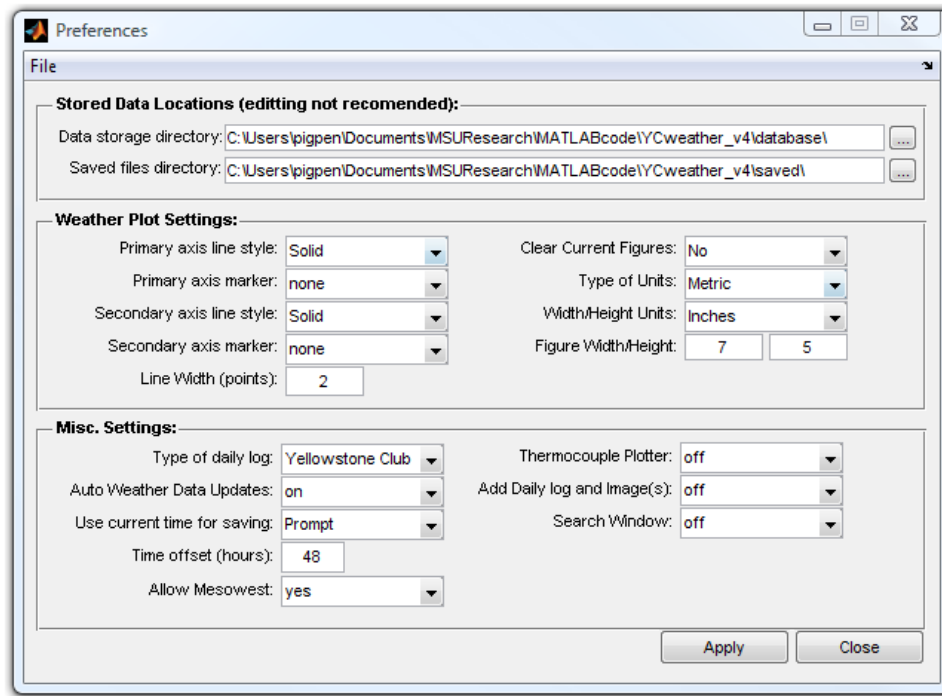 Preferences
File
Stored Data Locations (editting not recomended):
Data storage directory: C:\Users\pigpen\Documents\MSUResearch\MATLABcode\YCweather_v4\database\ ...
Saved files directory: C:\Users\pigpen\Documents\MSUResearch\MATLABcode\YCweather_v4\saved\ ...
Weather Plot Settings:
Primary axis line style: Solid
Primary axis marker: none
Secondary axis line style: Solid
Secondary axis marker: none
Line Width (points): 2
Clear Current Figures: No
Type of Units: Metric
Width/Height Units: Inches
Figure Width/Height: 7 5
Misc. Settings:
Type of daily log: Yellowstone Club
Auto Weather Data Updates: on
Use current time for saving: Prompt
Time offset (hours): 48
Allow Mesowest: yes
Thermocouple Plotter: off
Add Daily log and Image(s): off
Search Window: off
Apply Close